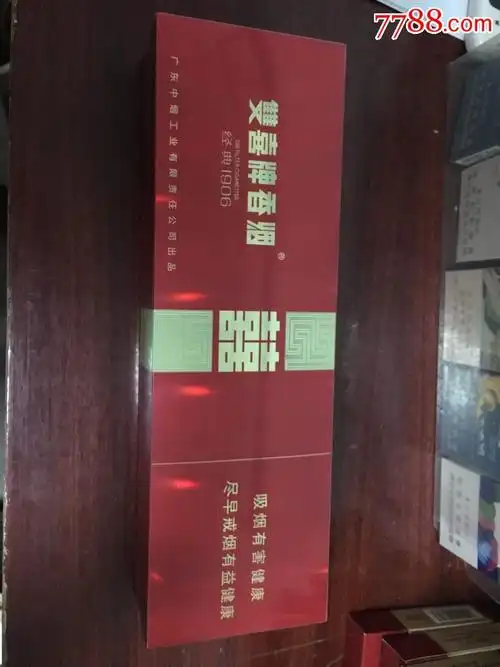 7788.com
雙喜牌香烟®
经典1906
广东中烟工业有限责任公司出品
囍
吸烟有害健康
尽早戒烟有益健康